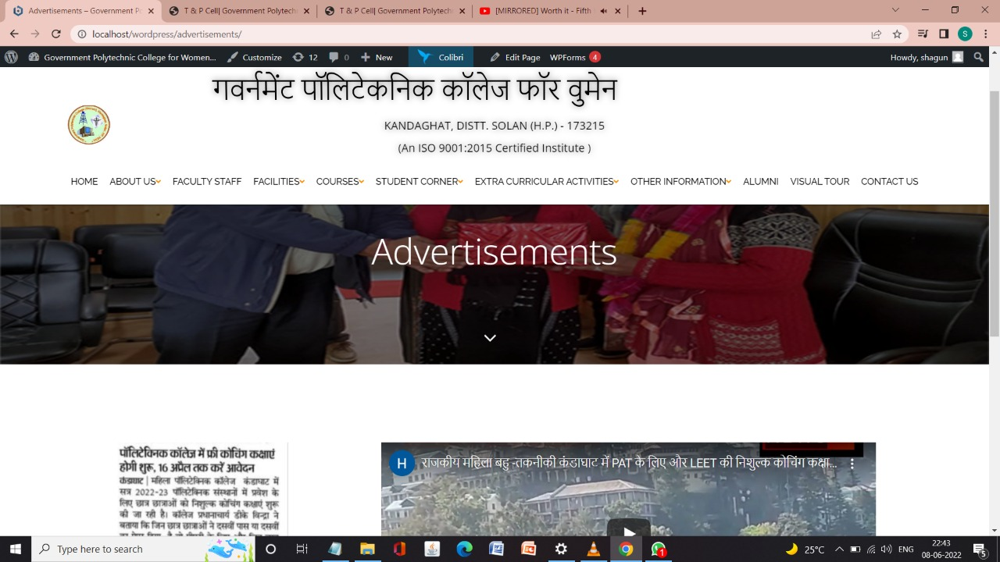 Advertisements – Government P
T & P Cell| Government Polytechn
T & P Cell| Government Polytechn
[MIRRORED] Worth it - Fifth
localhost/wordpress/advertisements/
S
Government Polytechnic College for Women...
Customize
12
0
New
Colibri
Edit Page
WPForms
4
Howdy, shagun
गवर्नमेंट पॉलिटेकनिक कॉलेज फॉर वुमेन
KANDAGHAT, DISTT. SOLAN (H.P.) - 173215
(An ISO 9001:2015 Certified Institute )
HOME ABOUT US FACULTY STAFF FACILITIES COURSES STUDENT CORNER EXTRA CURRICULAR ACTIVITIES OTHER INFORMATION ALUMNI VISUAL TOUR CONTACT US
Advertisements
पॉलिटेक्निक कॉलेज में फ्री कोचिंग कक्षाएं
होगी शुरू, 16 अप्रैल तक करें आवेदन
कंडाघाट | महिला पॉलिटेक्निक कॉलेज कंडाघाट में
सत्र 2022-23 पॉलिटेक्निक संस्थानों में प्रवेश के
लिए छात्र छात्राओं को निशुल्क कोचिंग कक्षाएं शुरू
की जा रही है। कॉलेज प्रधानाचार्य डीके विन्द्रा ने
बताया कि जिन छात्र छात्राओं ने दसवीं पास या दसवीं
H
राजकीय महिला बहु -तकनीकी कंडाघाट में PAT के लिए और LEET की निशुल्क कोचिंग कक्षा...
Type here to search
1
25°C
ENG
22:43
08-06-2022
5